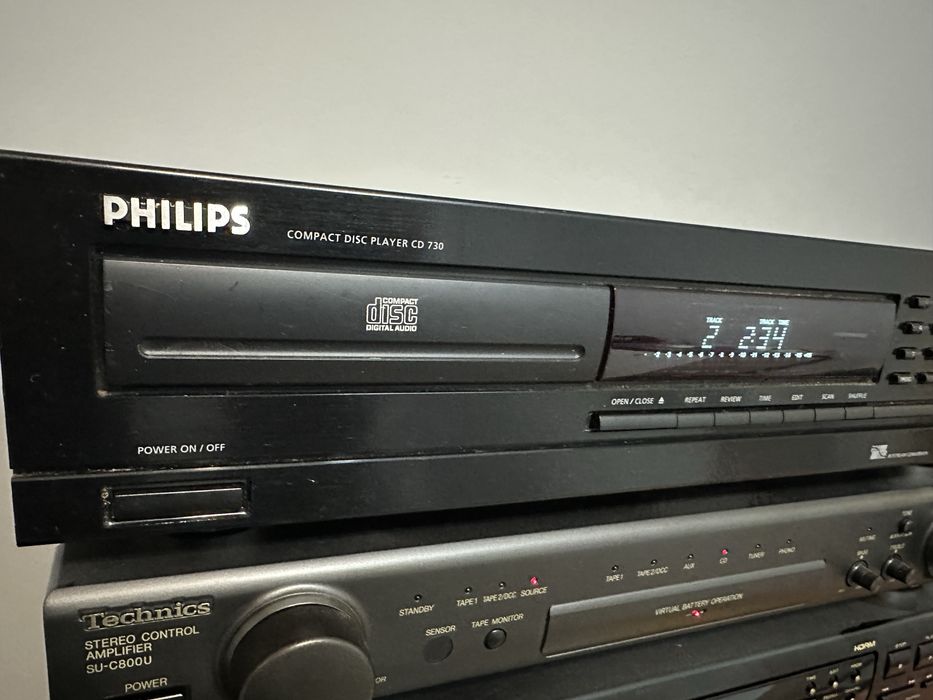 PHILIPS
COMPACT DISC PLAYER CD 730
COMPACT
disc
DIGITAL AUDIO
TRACK TRACK TIME
2 2:34
OPEN / CLOSE REPEAT REVIEW TIME EDIT SCAN SHUFFLE
POWER ON / OFF
Technics
STEREO CONTROL
AMPLIFIER
SU-C800U
POWER
STANDBY TAPE 1 TAPE 2/DCC SOURCE
SENSOR TAPE MONITOR
TAPE 1 TAPE 2/DCC AUX CD TUNER PHONO
VIRTUAL BATTERY OPERATION
MUTING
BASS
TONE
NORM